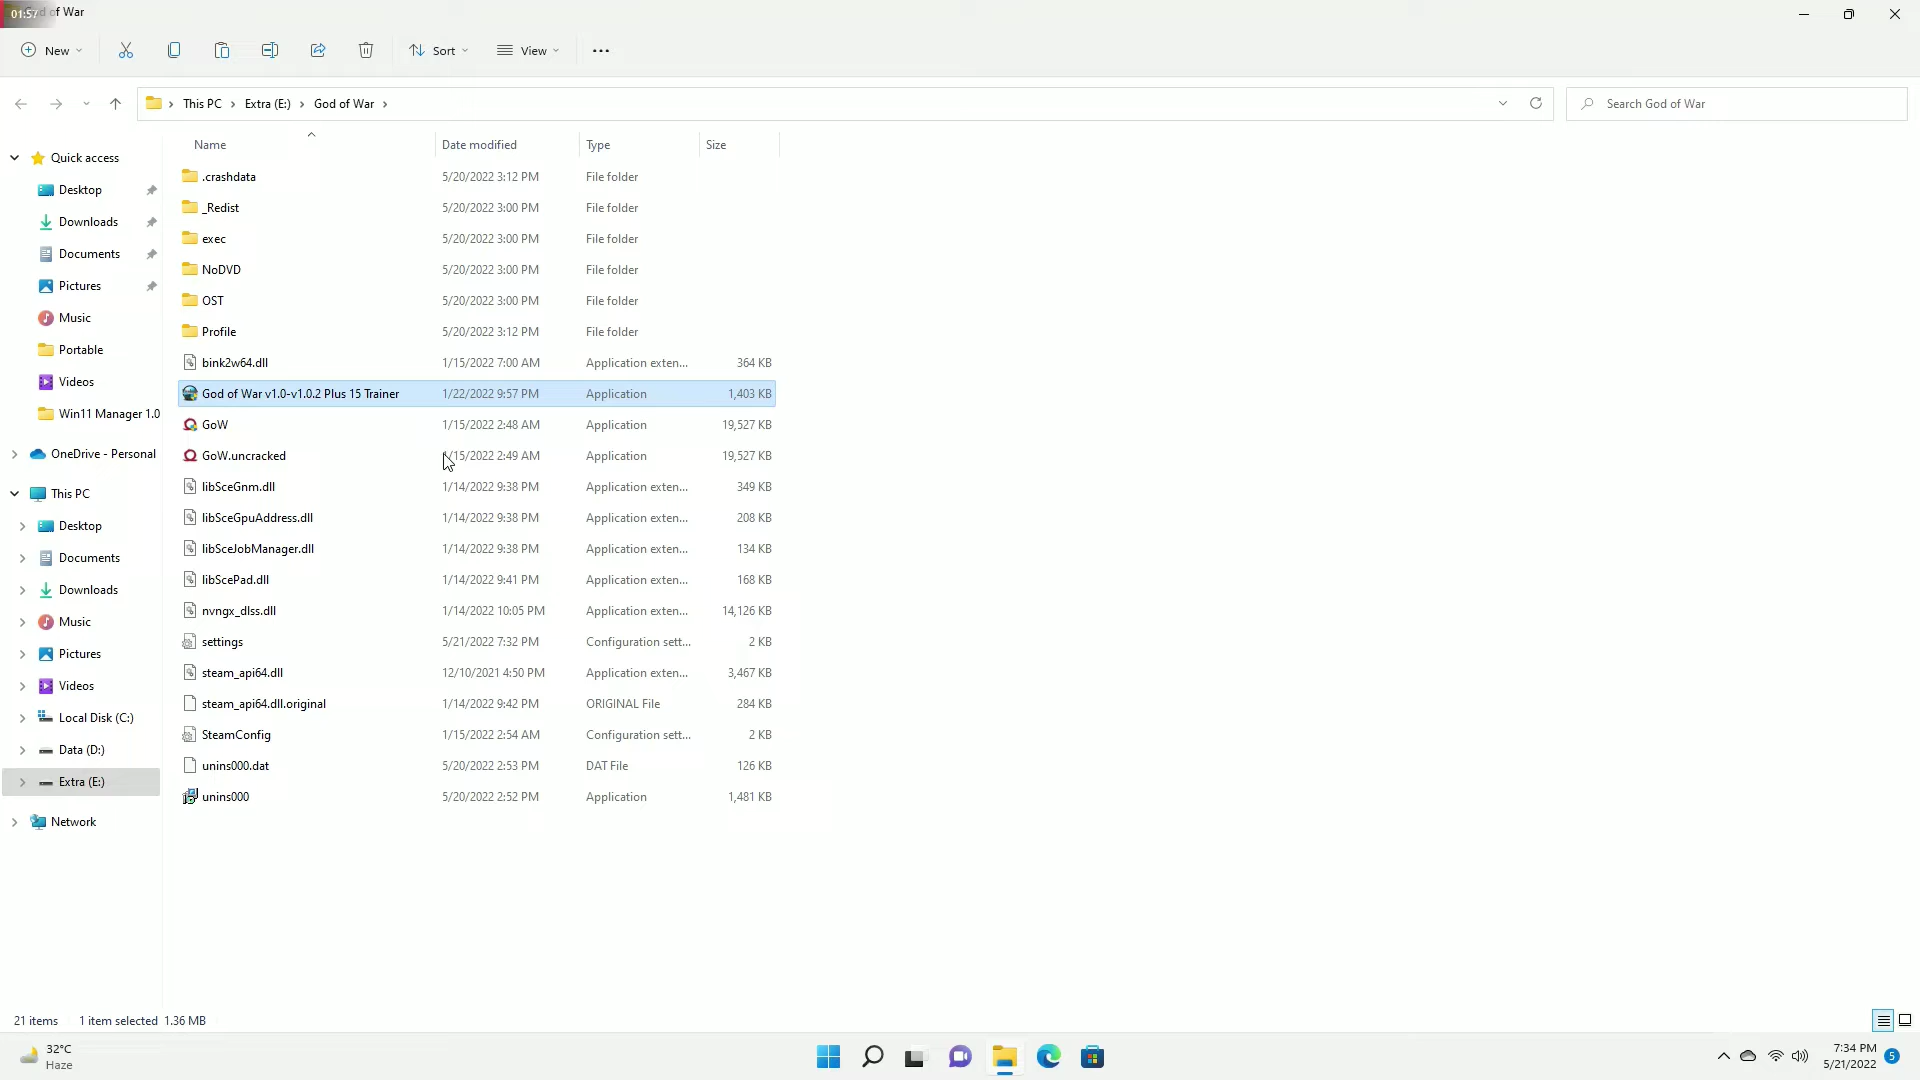 01:57
of War
New
Sort
View
This PC
Extra (E:)
God of War
Search God of War
Quick access
Desktop
Downloads
Documents
Pictures
Music
Portable
Videos
Win11 Manager 1.0
OneDrive - Personal
This PC
Desktop
Documents
Downloads
Music
Pictures
Videos
Local Disk (C:)
Data (D:)
Extra (E:)
Network
Name Date modified Type Size
.crashdata 5/20/2022 3:12 PM File folder
_Redist 5/20/2022 3:00 PM File folder
exec 5/20/2022 3:00 PM File folder
NoDVD 5/20/2022 3:00 PM File folder
OST 5/20/2022 3:00 PM File folder
Profile 5/20/2022 3:12 PM File folder
bink2w64.dll 1/15/2022 7:00 AM Application exten... 364 KB
God of War v1.0-v1.0.2 Plus 15 Trainer 1/22/2022 9:57 PM Application 1,403 KB
GoW 1/15/2022 2:48 AM Application 19,527 KB
GoW.uncracked 1/15/2022 2:49 AM Application 19,527 KB
libSceGnm.dll 1/14/2022 9:38 PM Application exten... 349 KB
libSceGpuAddress.dll 1/14/2022 9:38 PM Application exten... 208 KB
libSceJobManager.dll 1/14/2022 9:38 PM Application exten... 134 KB
libScePad.dll 1/14/2022 9:41 PM Application exten... 168 KB
nvngx_dlss.dll 1/14/2022 10:05 PM Application exten... 14,126 KB
settings 5/21/2022 7:32 PM Configuration sett... 2 KB
steam_api64.dll 12/10/2021 4:50 PM Application exten... 3,467 KB
steam_api64.dll.original 1/14/2022 9:42 PM ORIGINAL File 284 KB
SteamConfig 1/15/2022 2:54 AM Configuration sett... 2 KB
unins000.dat 5/20/2022 2:53 PM DAT File 126 KB
unins000 5/20/2022 2:52 PM Application 1,481 KB
21 items 1 item selected 1.36 MB
32°C
Haze
7:34 PM
5/21/2022
5